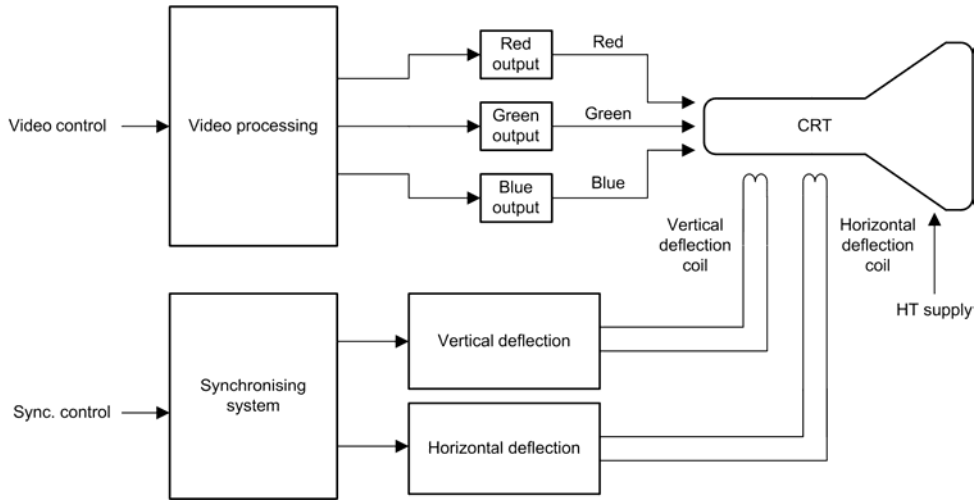 Video control
Video processing
Red
output
Green
output
Blue
output
Red
Green
Blue
CRT
Vertical
deflection
coil
Horizontal
deflection
coil
HT supply
Sync. control
Synchronising
system
Vertical deflection
Horizontal deflection